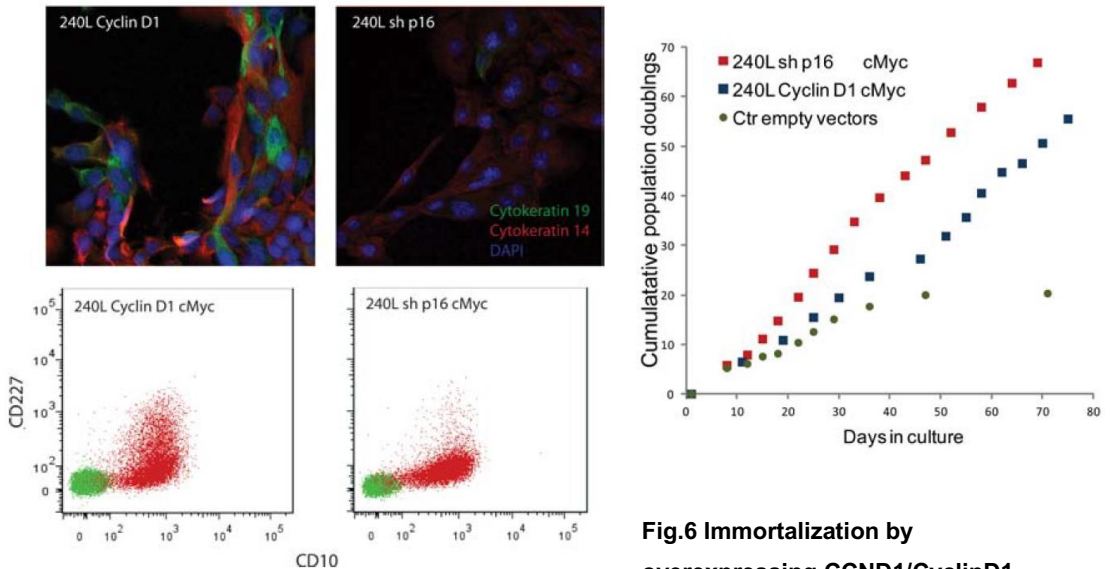 240L Cyclin D1
240L sh p16
Cytokeratin 19
Cytokeratin 14
DAPI
240L Cyclin D1 cMyc
240L sh p16 cMyc
10⁵
10⁴
10³
10²
0
0 10² 10³ 10⁴ 10⁵
0 10² 10³ 10⁴ 10⁵
CD227
CD10
240L sh p16 cMyc
240L Cyclin D1 cMyc
Ctr empty vectors
Cumulatative population doublngs
70
60
50
40
30
20
10
0
0 10 20 30 40 50 60 70 80
Days in culture
Fig.6 Immortalization by